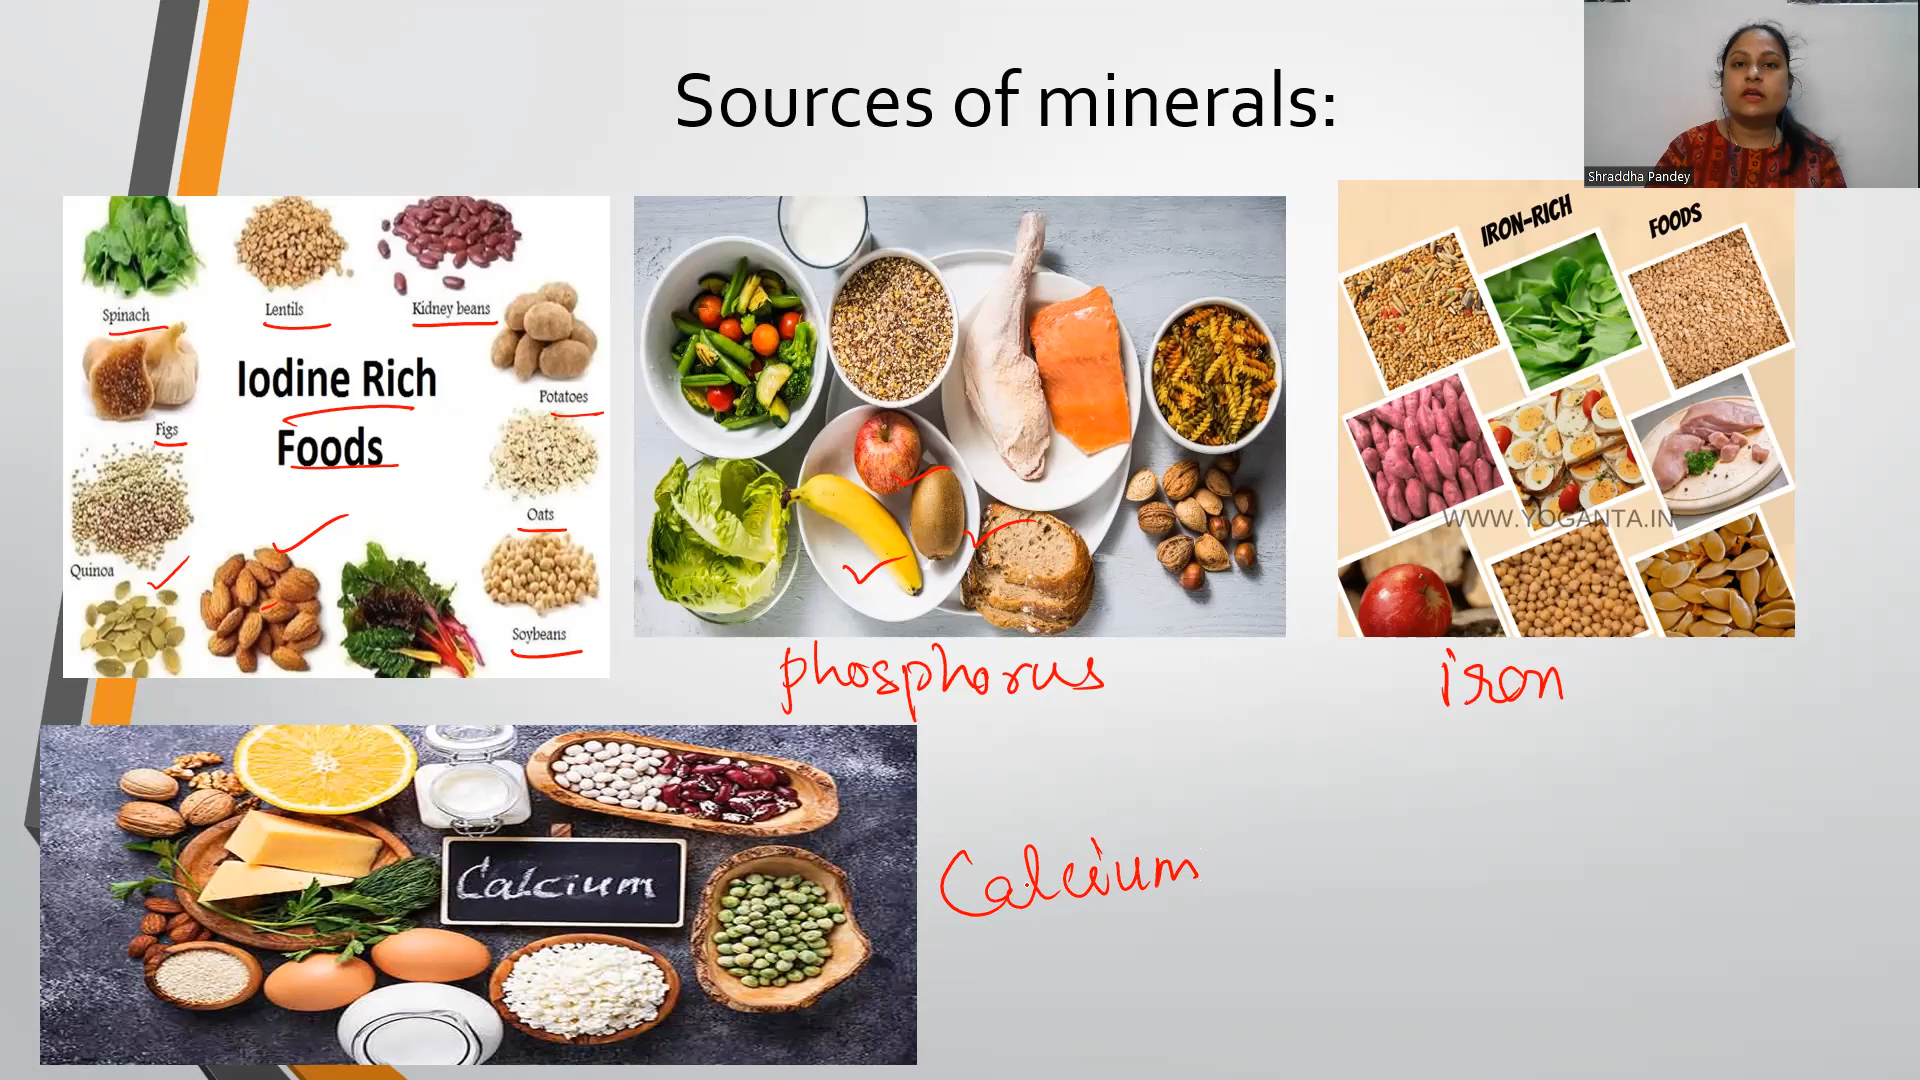 Sources of minerals:
Shraddha Pandey
Spinach
Lentils
Kidney beans
Potatoes
Iodine Rich
Foods
Figs
Oats
Quinoa
Soybeans
IRON-RICH
FOODS
WWW.YOGANTA.IN
phosphorus
iron
Calcium
Calcium